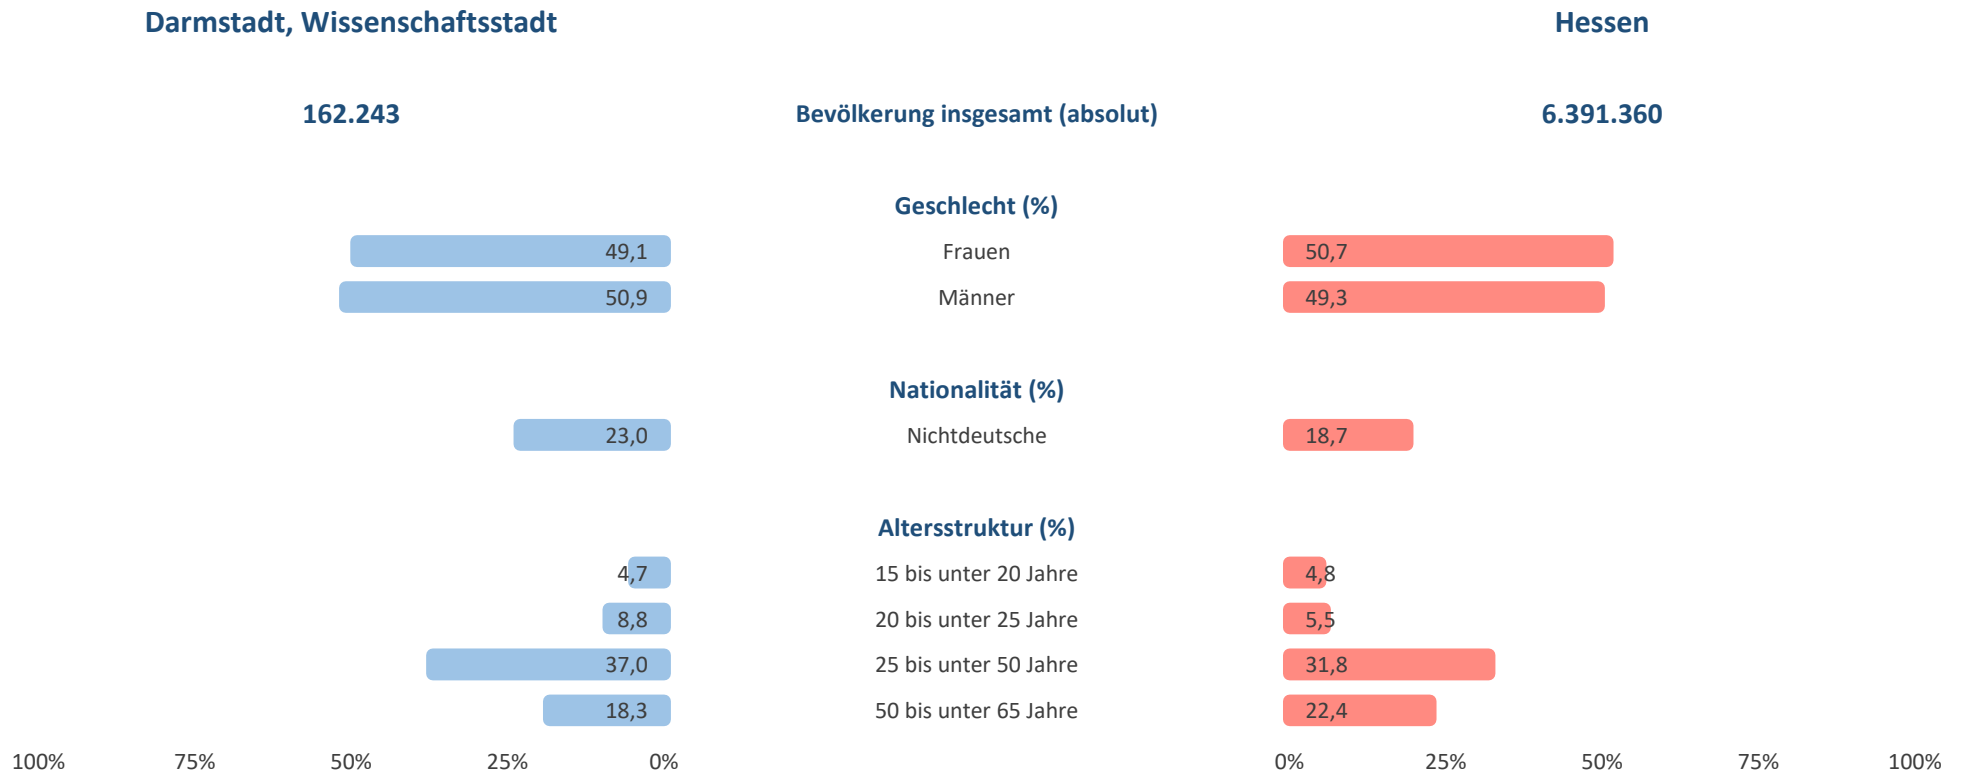 Darmstadt, Wissenschaftsstadt Hessen
162.243 Bevölkerung insgesamt (absolut) 6.391.360
Geschlecht (%)
49,1 Frauen 50,7
50,9 Männer 49,3
Nationalität (%)
23,0 Nichtdeutsche 18,7
Altersstruktur (%)
4,7 15 bis unter 20 Jahre 4,8
8,8 20 bis unter 25 Jahre 5,5
37,0 25 bis unter 50 Jahre 31,8
18,3 50 bis unter 65 Jahre 22,4
100% 75% 50% 25% 0% 0% 25% 50% 75% 100%